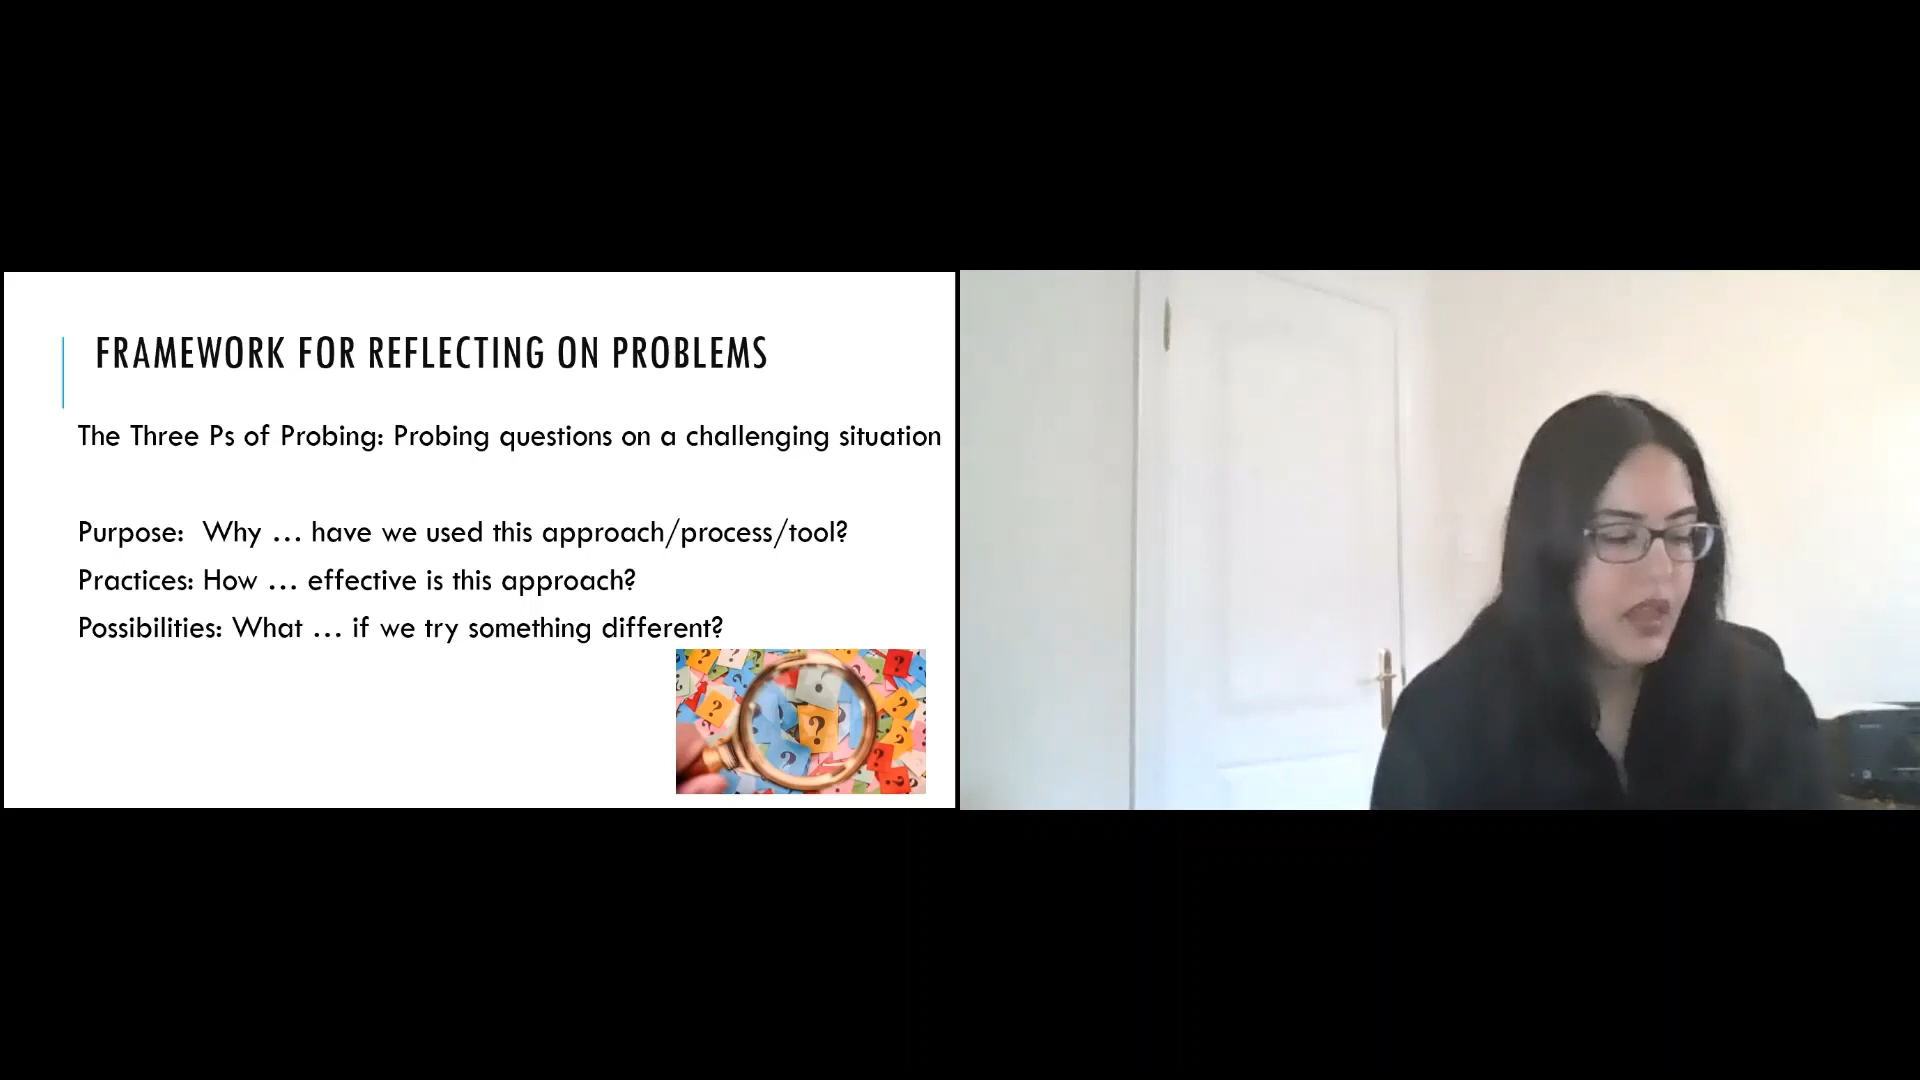 FRAMEWORK FOR REFLECTING ON PROBLEMS
The Three Ps of Probing: Probing questions on a challenging situation
Purpose: Why … have we used this approach/process/tool?
Practices: How … effective is this approach?
Possibilities: What … if we try something different?